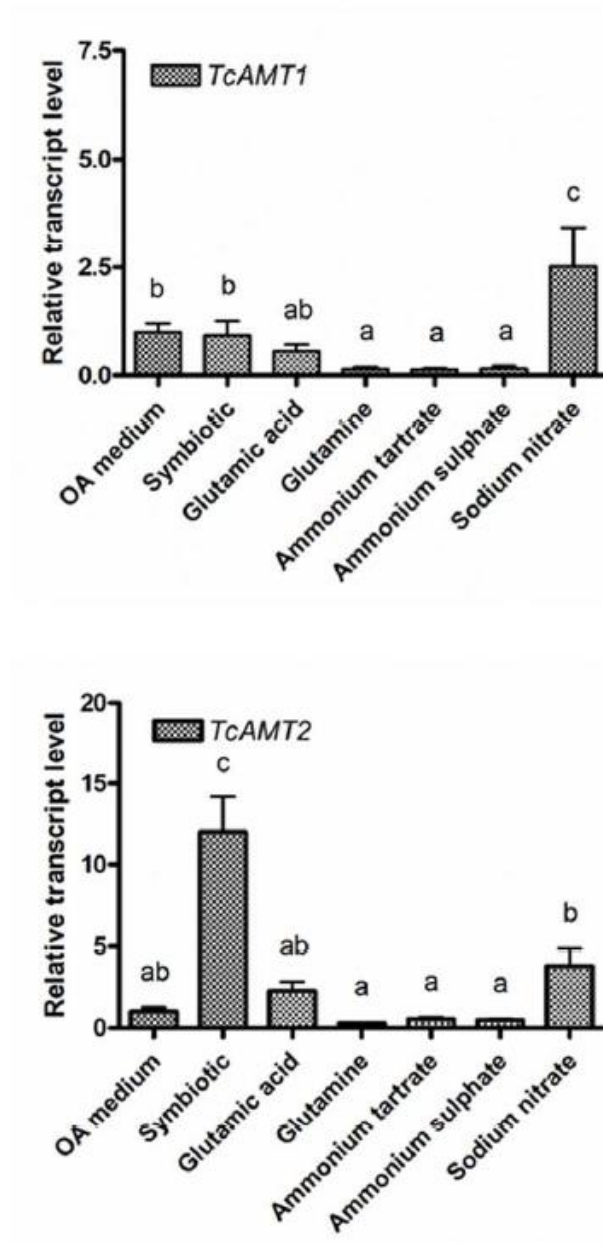 7.5
TcAMT1
Relative transcript level
5.0
c
2.5
b
b
ab
a
a
a
0.0
OA medium
Symbiotic
Glutamic acid
Glutamine
Ammonium tartrate
Ammonium sulphate
Sodium nitrate
20
TcAMT2
Relative transcript level
c
15
10
5
b
ab
ab
a
a
a
0
OA medium
Symbiotic
Glutamic acid
Glutamine
Ammonium tartrate
Ammonium sulphate
Sodium nitrate